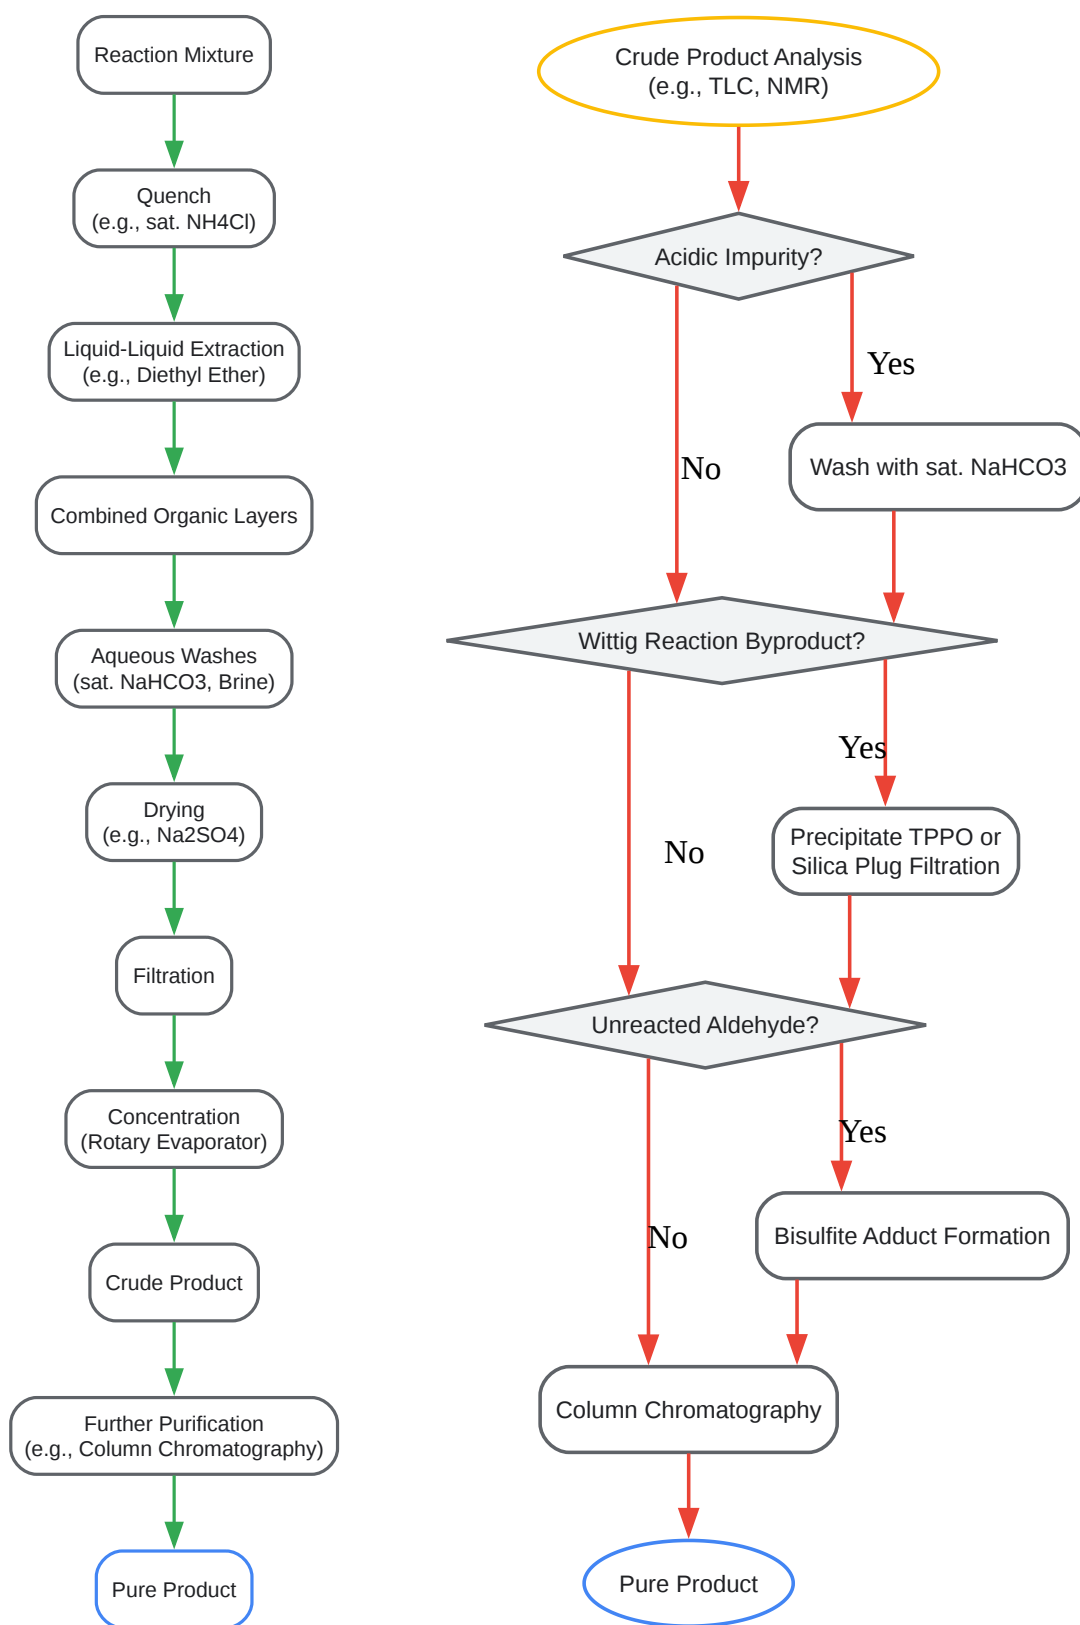 Reaction Mixture
Quench
(e.g., sat. NH4Cl)
Liquid-Liquid Extraction
(e.g., Diethyl Ether)
Combined Organic Layers
Aqueous Washes
(sat. NaHCO3, Brine)
Drying
(e.g., Na2SO4)
Filtration
Concentration
(Rotary Evaporator)
Crude Product
Further Purification
(e.g., Column Chromatography)
Pure Product
Crude Product Analysis
(e.g., TLC, NMR)
Acidic Impurity?
Yes
No
Wash with sat. NaHCO3
Wittig Reaction Byproduct?
Yes
No
Precipitate TPPO or
Silica Plug Filtration
Unreacted Aldehyde?
Yes
No
Bisulfite Adduct Formation
Column Chromatography
Pure Product